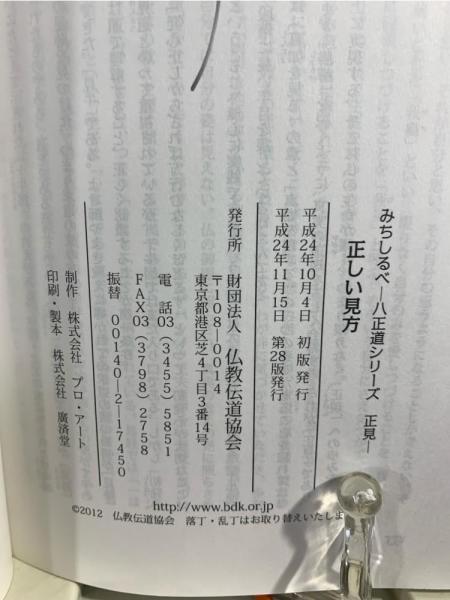 みちしるべ―八正道シリーズ 正見―
正しい見方
平成24年10月4日 初版発行
平成24年11月15日 第28版発行
発行所 財団法人 仏教伝道協会
〒108-0014
東京都港区芝4丁目3番14号
電話03(3455)5851
FAX03(3798)2758
振替 00140-2-17450
制作 株式会社 プロ・アート
印刷・製本 株式会社 廣済堂
http://www.bdk.or.jp
©2012 仏教伝道協会 落丁・乱丁はお取り替えいたしま